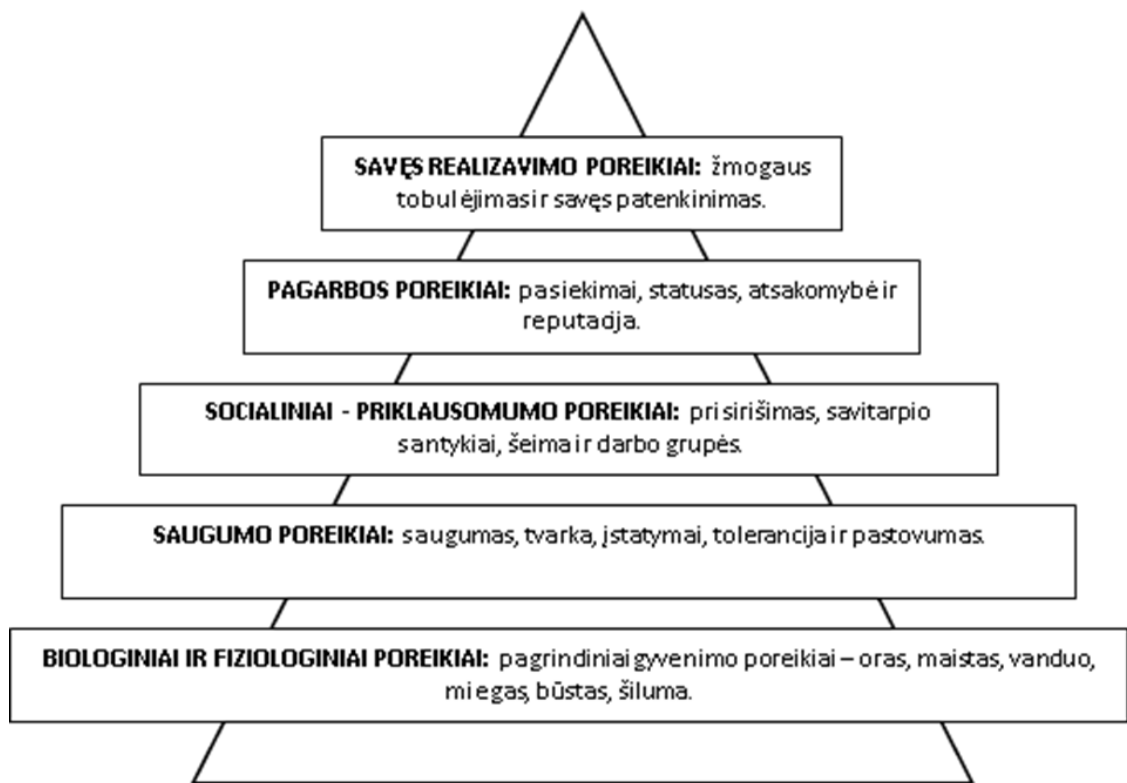 SAVĘS REALIZAVIMO POREIKIAI: žmogaus
tobulėjimas ir savęs patenkinimas.
PAGARBOS POREIKIAI: pasiekimai, statusas, atsakomybė ir
reputacija.
SOCIALINIAI - PRIKLAUSOMUMO POREIKIAI: prisirišimas, savitarpio
santykiai, šeima ir darbo grupės.
SAUGUMO POREIKIAI: saugumas, tvarka, įstatymai, tolerancija ir pastovumas.
BIOLOGINIAI IR FIZIOLOGINIAI POREIKIAI: pagrindiniai gyvenimo poreikiai – oras, maistas, vanduo,
miegas, būstas, šiluma.